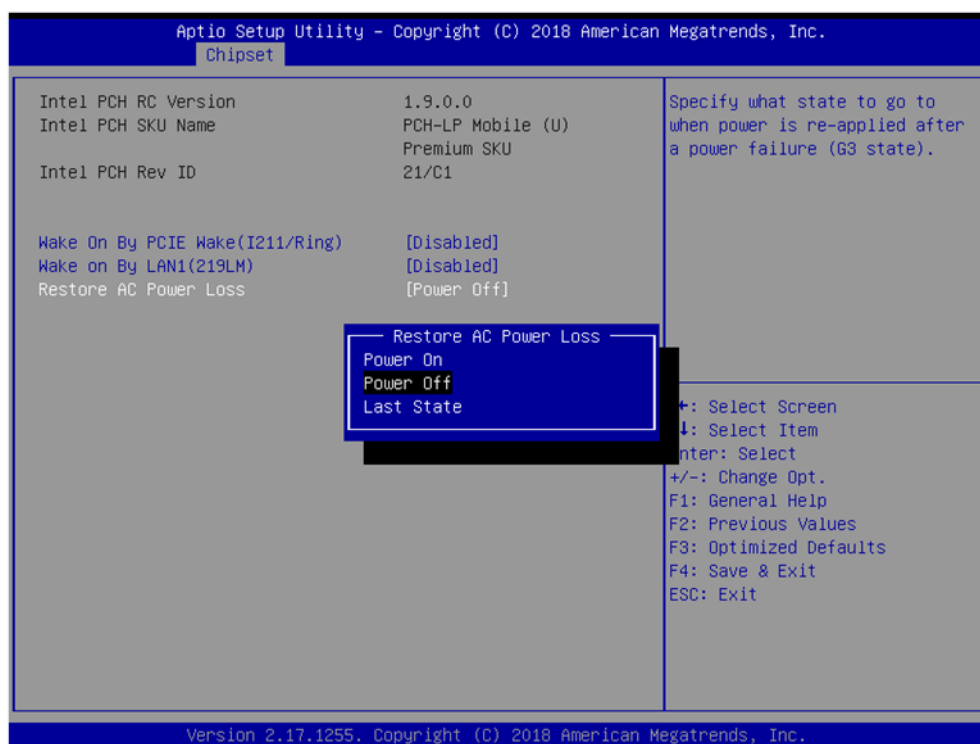 Aptio Setup Utility – Copyright (C) 2018 American Megatrends, Inc.
Chipset
Intel PCH RC Version 1.9.0.0
Intel PCH SKU Name PCH-LP Mobile (U)
Premium SKU
Intel PCH Rev ID 21/C1
Wake On By PCIE Wake(I211/Ring) [Disabled]
Wake on By LAN1(219LM) [Disabled]
Restore AC Power Loss [Power Off]
Restore AC Power Loss
Power On
Power Off
Last State
Specify what state to go to
when power is re-applied after
a power failure (G3 state).
: Select Screen
: Select Item
nter: Select
+/-: Change Opt.
F1: General Help
F2: Previous Values
F3: Optimized Defaults
F4: Save & Exit
ESC: Exit
Version 2.17.1255. Copyright (C) 2018 American Megatrends, Inc.